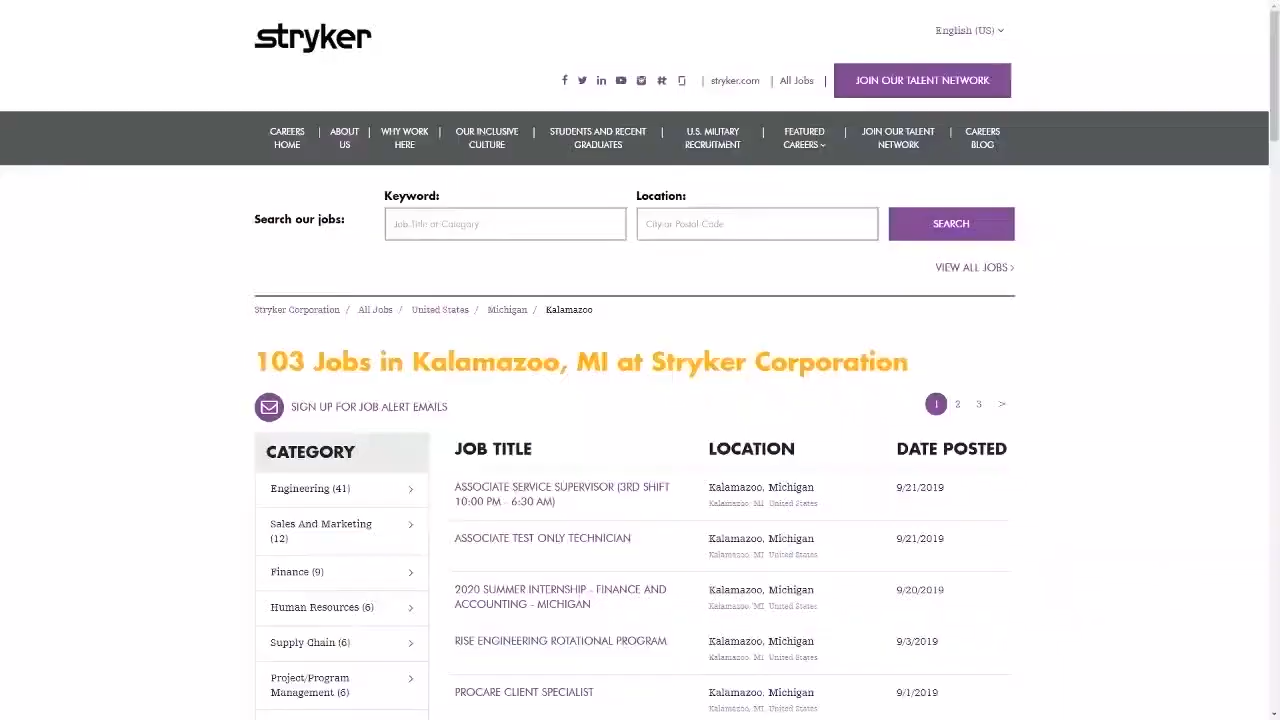 stryker
English (US)
| stryker.com | All Jobs |
JOIN OUR TALENT NETWORK
CAREERS HOME | ABOUT US | WHY WORK HERE | OUR INCLUSIVE CULTURE | STUDENTS AND RECENT GRADUATES | U.S. MILITARY RECRUITMENT | FEATURED CAREERS | JOIN OUR TALENT NETWORK | CAREERS BLOG
Keyword: Location:
Search our jobs: Job Title or Category City or Postal Code SEARCH
VIEW ALL JOBS >
Stryker Corporation / All Jobs / United States / Michigan / Kalamazoo
103 Jobs in Kalamazoo, MI at Stryker Corporation
SIGN UP FOR JOB ALERT EMAILS
1 2 3 >
CATEGORY
Engineering (41)
Sales And Marketing
(12)
Finance (9)
Human Resources (6)
Supply Chain (6)
Project/Program
Management (6)
JOB TITLE LOCATION DATE POSTED
ASSOCIATE SERVICE SUPERVISOR (3RD SHIFT
10:00 PM - 6:30 AM)
Kalamazoo, Michigan
Kalamazoo, MI United States
9/21/2019
ASSOCIATE TEST ONLY TECHNICIAN
Kalamazoo, Michigan
Kalamazoo, MI United States
9/21/2019
2020 SUMMER INTERNSHIP - FINANCE AND
ACCOUNTING - MICHIGAN
Kalamazoo, Michigan
Kalamazoo, MI United States
9/20/2019
RISE ENGINEERING ROTATIONAL PROGRAM
Kalamazoo, Michigan
Kalamazoo, MI United States
9/3/2019
PROCARE CLIENT SPECIALIST
Kalamazoo, Michigan
Kalamazoo, MI United States
9/1/2019